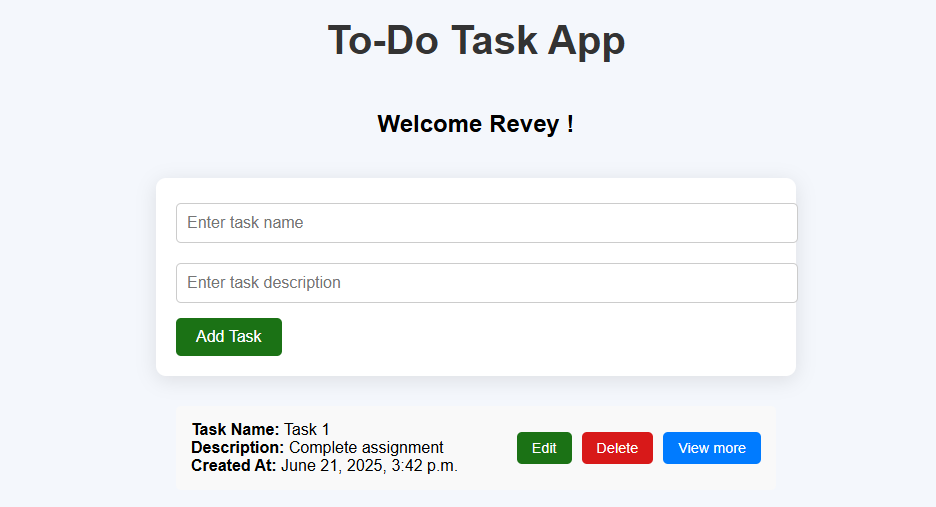 To-Do Task App
Welcome Revey !
Enter task name
Enter task description
Add Task
Task Name: Task 1
Description: Complete assignment
Created At: June 21, 2025, 3:42 p.m.
Edit
Delete
View more